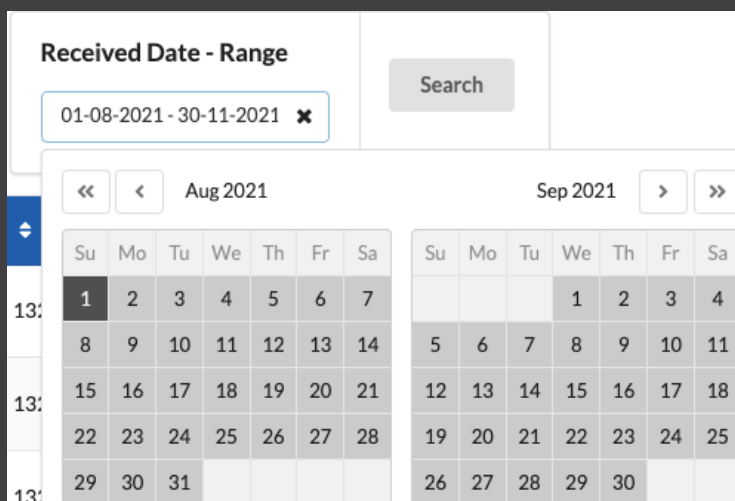 Received Date - Range
Search
01-08-2021 - 30-11-2021
Aug 2021
Sep 2021
Su Mo Tu We Th Fr Sa
1 2 3 4 5 6 7
8 9 10 11 12 13 14
15 16 17 18 19 20 21
22 23 24 25 26 27 28
29 30 31
Su Mo Tu We Th Fr Sa
1 2 3 4
5 6 7 8 9 10 11
12 13 14 15 16 17 18
19 20 21 22 23 24 25
26 27 28 29 30